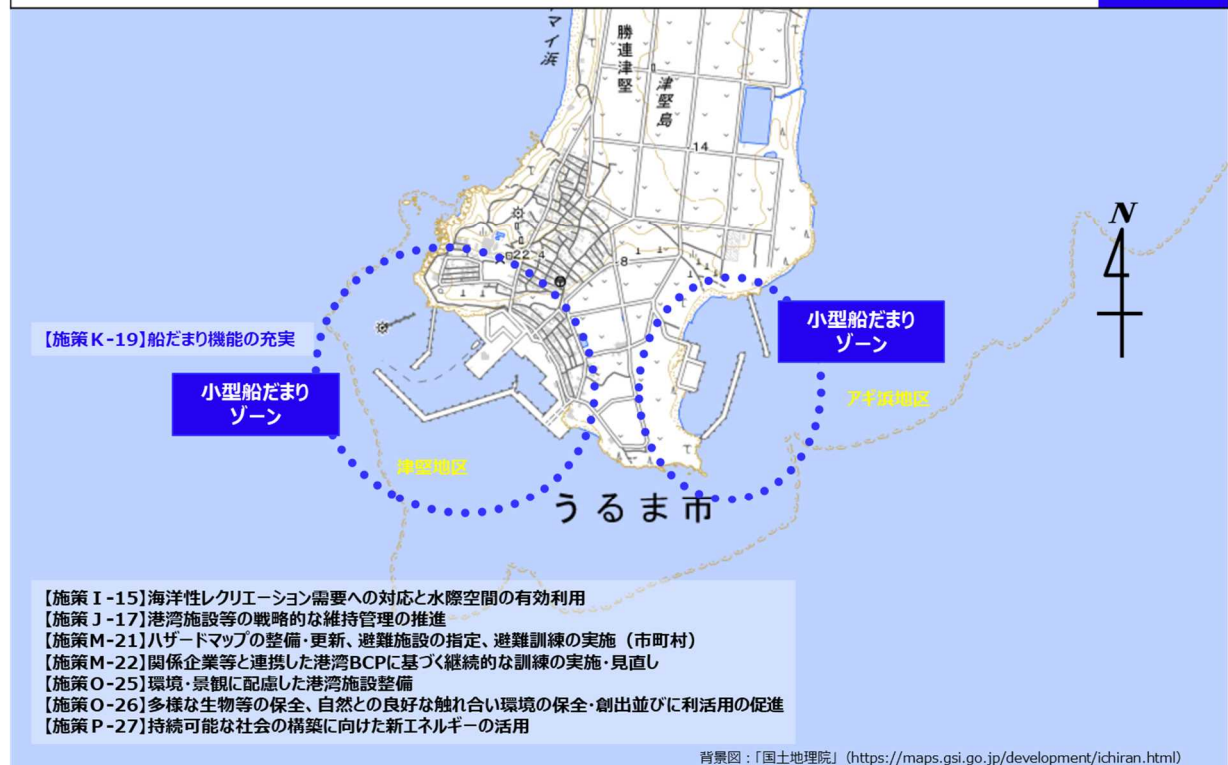 マイ浜
勝連津堅
津堅島
14
N
22.4
8
小型船だまり
ゾーン
【施策K-19】船だまり機能の充実
小型船だまり
ゾーン
アギ浜地区
津堅地区
うるま市
【施策I-15】海洋性レクリエーション需要への対応と水際空間の有効利用
【施策J-17】港湾施設等の戦略的な維持管理の推進
【施策M-21】ハザードマップの整備・更新、避難施設の指定、避難訓練の実施（市町村）
【施策M-22】関係企業等と連携した港湾BCPに基づく継続的な訓練の実施・見直し
【施策O-25】環境・景観に配慮した港湾施設整備
【施策O-26】多様な生物等の保全、自然との良好な触れ合い環境の保全・創出並びに利活用の促進
【施策P-27】持続可能な社会の構築に向けた新エネルギーの活用
背景図：「国土地理院」（https://maps.gsi.go.jp/development/ichiran.html）